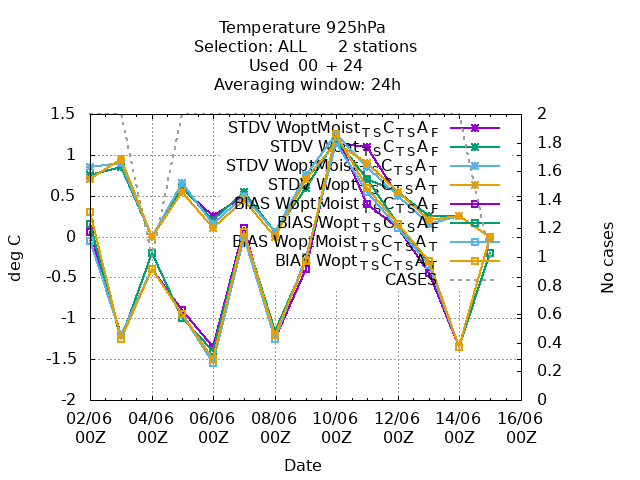 Temperature 925hPa
Selection: ALL 2 stations
Used 00 + 24
Averaging window: 24h
1.5
1
0.5
0
-0.5
-1
-1.5
-2
deg C
2
1.8
1.6
1.4
1.2
1
0.8
0.6
0.4
0.2
0
No cases
STDV WoptMoistTSCTSAF
STDV WoptTSCTSAF
STDV WoptMoistTSCTSAT
STDV WoptTSCTSAT
BIAS WoptMoistTSCTSAF
BIAS WoptTSCTSAF
BIAS WoptMoistTSCTSAT
BIAS WoptTSCTSAT
CASES
02/06 04/06 06/06 08/06 10/06 12/06 14/06 16/06
00Z 00Z 00Z 00Z 00Z 00Z 00Z 00Z
Date